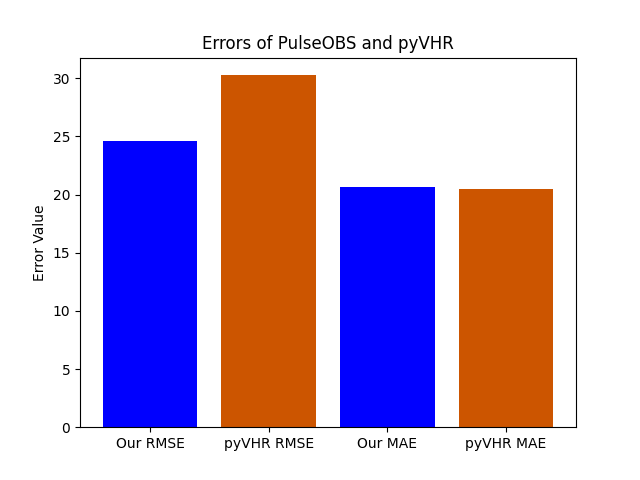 Errors of PulseOBS and pyVHR
30
25
20
15
10
5
0
Error Value
Our RMSE pyVHR RMSE Our MAE pyVHR MAE